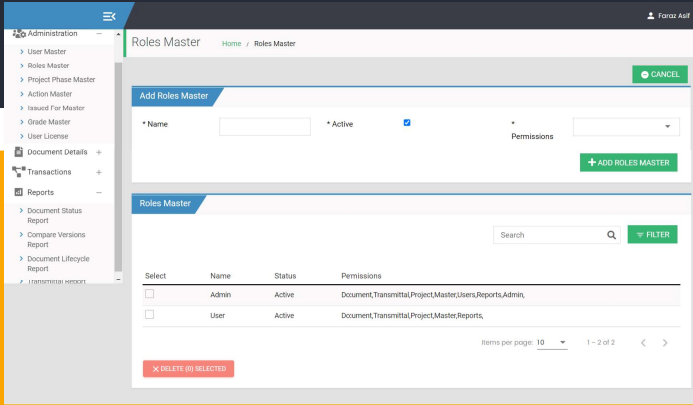 Faraz Asif
Administration −
User Master
Roles Master
Project Phase Master
Action Master
Issued For Master
Grade Master
User License
Document Details +
Transactions +
Reports −
Document Status
Report
Compare Versions
Report
Document Lifecycle
Report
Transmittal Report
Roles Master Home / Roles Master
CANCEL
Add Roles Master
* Name * Active *
Permissions
+ ADD ROLES MASTER
Roles Master
Search FILTER
Select Name Status Permissions
Admin Active Document,Transmittal,Project,Master,Users,Reports,Admin,
User Active Document,Transmittal,Project,Master,Reports,
Items per page: 10 1 – 2 of 2
× DELETE (0) SELECTED